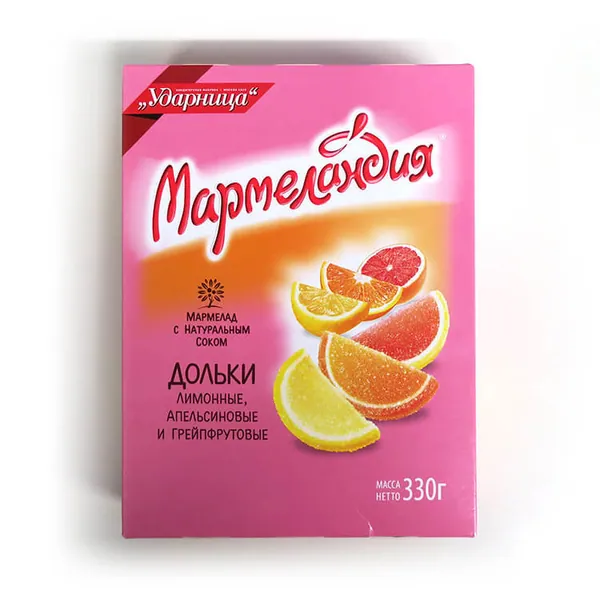 „Ударница“
Мармеландия
Мармелад
с натуральным
соком
Дольки
лимонные,
апельсиновые
и грейпфрутовые
МАССА
НЕТТО 330г